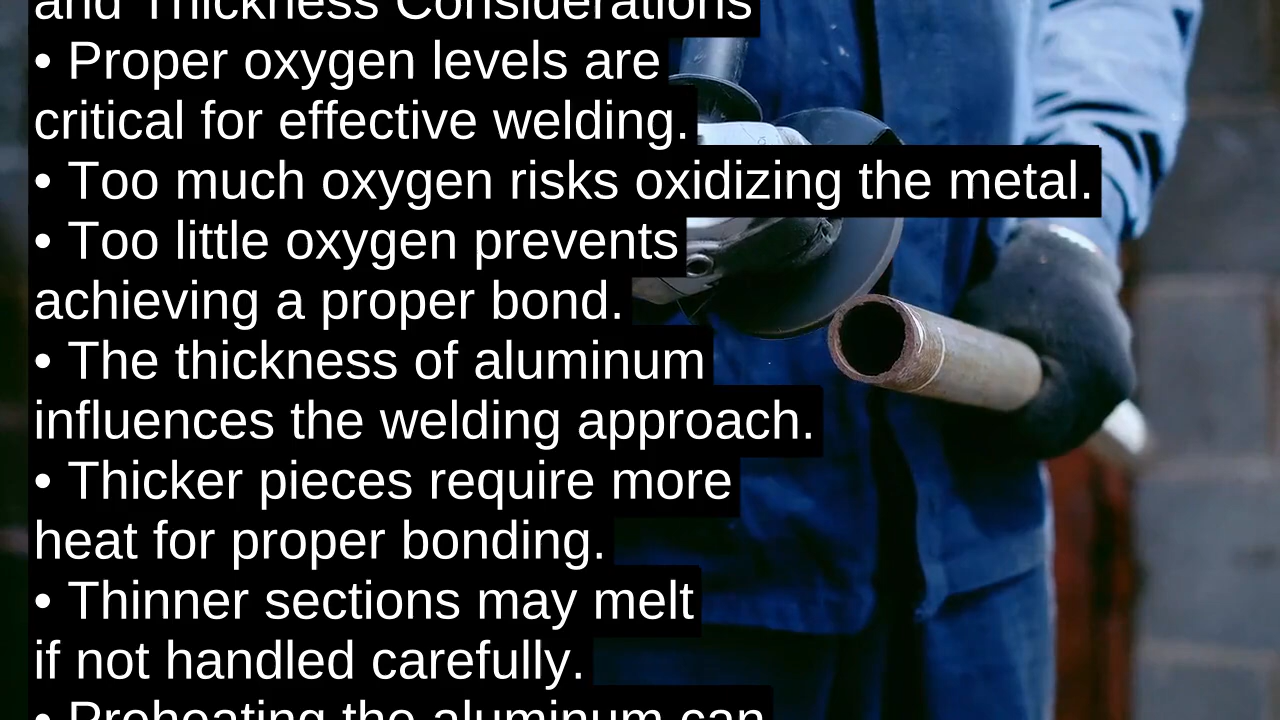 and Thickness Considerations
• Proper oxygen levels are
critical for effective welding.
• Too much oxygen risks oxidizing the metal.
• Too little oxygen prevents
achieving a proper bond.
• The thickness of aluminum
influences the welding approach.
• Thicker pieces require more
heat for proper bonding.
• Thinner sections may melt
if not handled carefully.
• Preheating the aluminum can